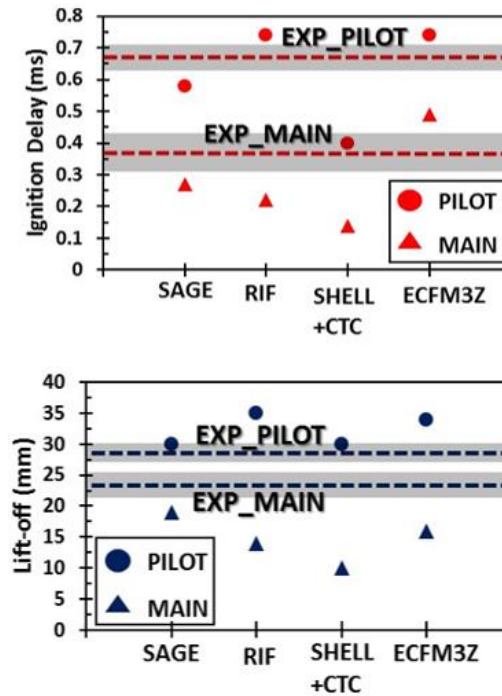 0.8
0.7
0.6
0.5
0.4
0.3
0.2
0.1
0
Ignition Delay (ms)
EXP_PILOT
EXP_MAIN
PILOT
MAIN
SAGE RIF SHELL ECFM3Z
+CTC
40
35
30
25
20
15
10
5
0
Lift-off (mm)
EXP_PILOT
EXP_MAIN
PILOT
MAIN
SAGE RIF SHELL ECFM3Z
+CTC